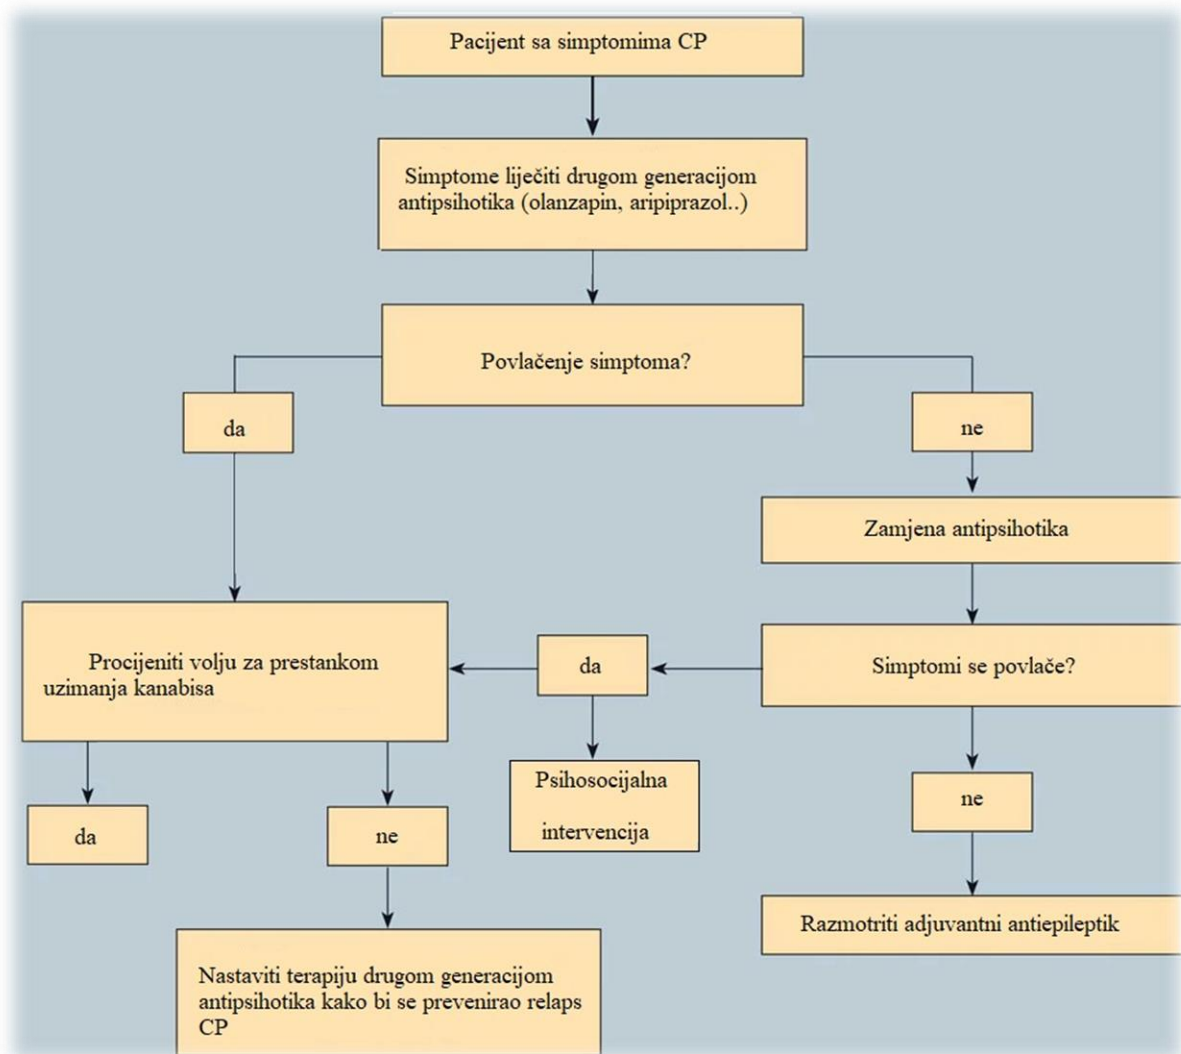 Pacijent sa simptomima CP
Simptome liječiti drugom generacijom
antipsihotika (olanzapin, aripiprazol..)
Povlačenje simptoma?
da
ne
Zamjena antipsihotika
Procijeniti volju za prestankom
uzimanja kanabisa
da
Simptomi se povlače?
Psihosocijalna
intervencija
da
ne
ne
Razmotriti adjuvantni antiepileptik
Nastaviti terapiju drugom generacijom
antipsihotika kako bi se prevenirao relaps
CP